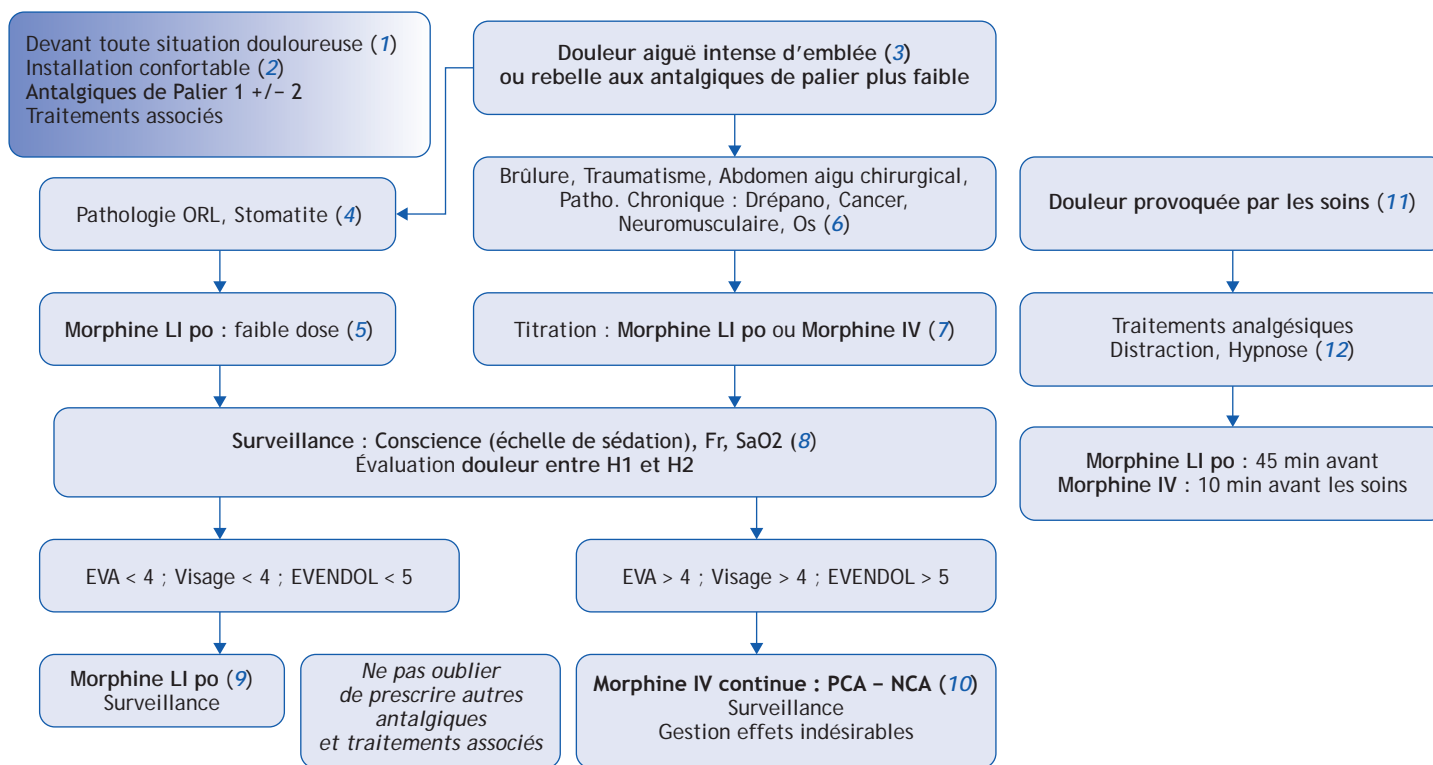 Devant toute situation douloureuse (1)
Installation confortable (2)
Antalgiques de Palier 1 +/− 2
Traitements associés
Douleur aiguë intense d’emblée (3)
ou rebelle aux antalgiques de palier plus faible
Pathologie ORL, Stomatite (4)
Brûlure, Traumatisme, Abdomen aigu chirurgical,
Patho. Chronique : Drépano, Cancer,
Neuromusculaire, Os (6)
Douleur provoquée par les soins (11)
Morphine LI po : faible dose (5)
Titration : Morphine LI po ou Morphine IV (7)
Traitements analgésiques
Distraction, Hypnose (12)
Surveillance : Conscience (échelle de sédation), Fr, SaO2 (8)
Évaluation douleur entre H1 et H2
Morphine LI po : 45 min avant
Morphine IV : 10 min avant les soins
EVA < 4 ; Visage < 4 ; EVENDOL < 5
EVA > 4 ; Visage > 4 ; EVENDOL > 5
Morphine LI po (9)
Surveillance
Ne pas oublier
de prescrire autres
antalgiques
et traitements associés
Morphine IV continue : PCA − NCA (10)
Surveillance
Gestion effets indésirables